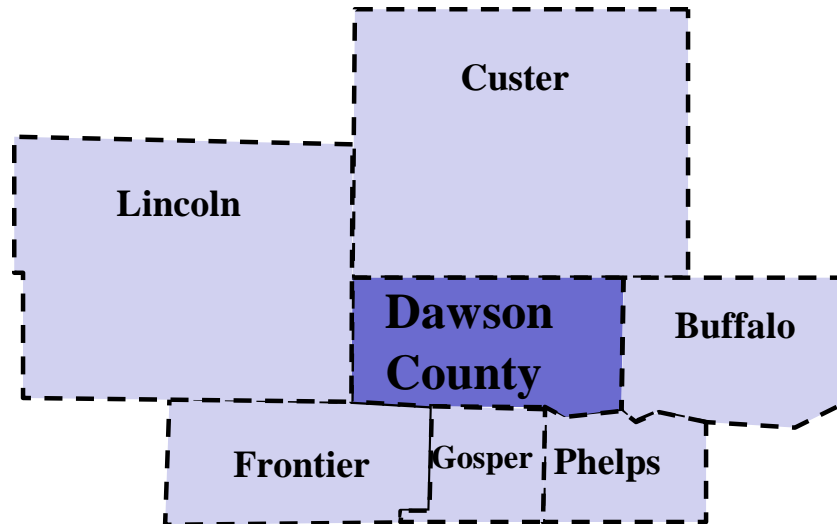 Custer
Lincoln
Dawson
County
Buffalo
Frontier
Gosper
Phelps